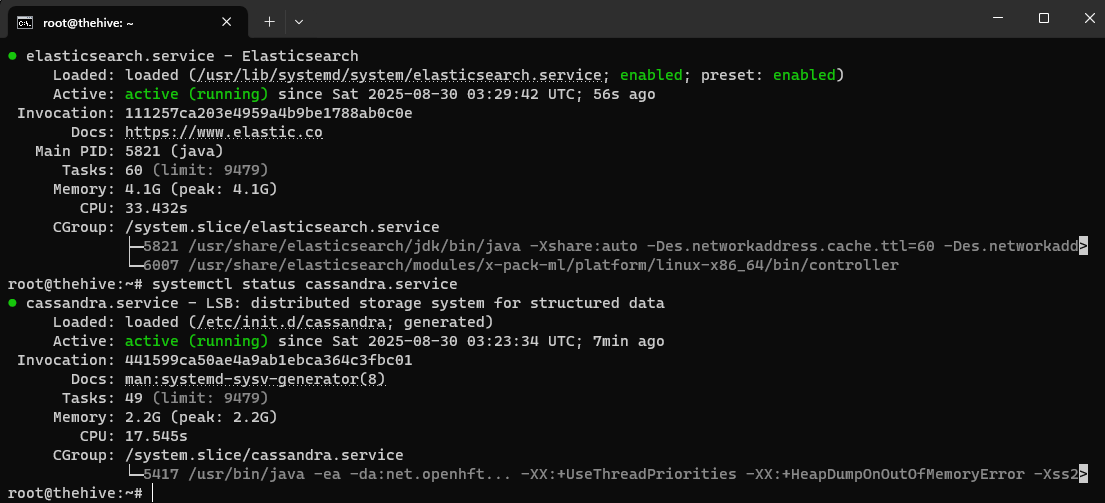 root@thehive: ~
● elasticsearch.service - Elasticsearch
Loaded: loaded (/usr/lib/systemd/system/elasticsearch.service; enabled; preset: enabled)
Active: active (running) since Sat 2025-08-30 03:29:42 UTC; 56s ago
Invocation: 111257ca203e4959a4b9be1788ab0c0e
Docs: https://www.elastic.co
Main PID: 5821 (java)
Tasks: 60 (limit: 9479)
Memory: 4.1G (peak: 4.1G)
CPU: 33.432s
CGroup: /system.slice/elasticsearch.service
├─5821 /usr/share/elasticsearch/jdk/bin/java -Xshare:auto -Des.networkaddress.cache.ttl=60 -Des.networkadd>
└─6007 /usr/share/elasticsearch/modules/x-pack-ml/platform/linux-x86_64/bin/controller
root@thehive:~# systemctl status cassandra.service
● cassandra.service - LSB: distributed storage system for structured data
Loaded: loaded (/etc/init.d/cassandra; generated)
Active: active (running) since Sat 2025-08-30 03:23:34 UTC; 7min ago
Invocation: 441599ca50ae4a9ab1ebca364c3fbc01
Docs: man:systemd-sysv-generator(8)
Tasks: 49 (limit: 9479)
Memory: 2.2G (peak: 2.2G)
CPU: 17.545s
CGroup: /system.slice/cassandra.service
└─5417 /usr/bin/java -ea -da:net.openhft... -XX:+UseThreadPriorities -XX:+HeapDumpOnOutOfMemoryError -Xss2>
root@thehive:~#